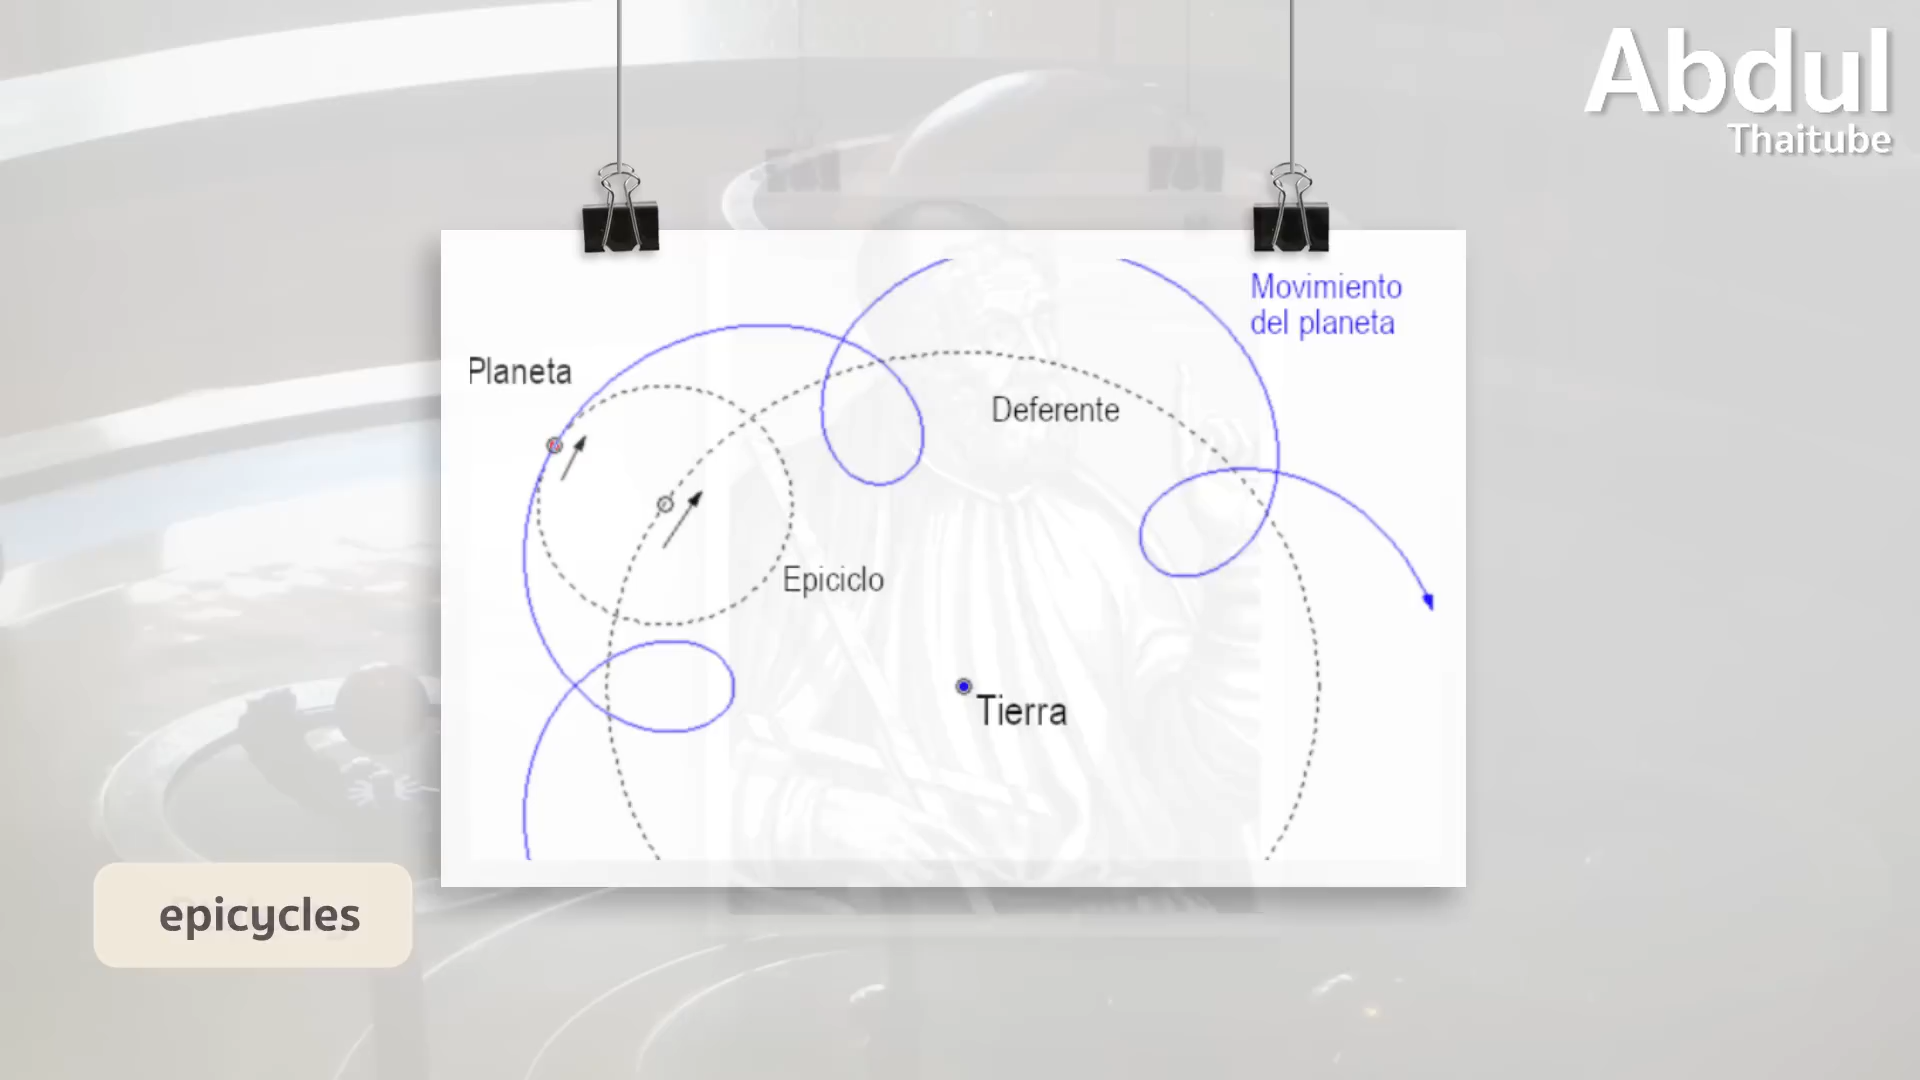 Abdul
Thaitube
Movimiento
del planeta
Planeta
Deferente
Epiciclo
Tierra
epicycles